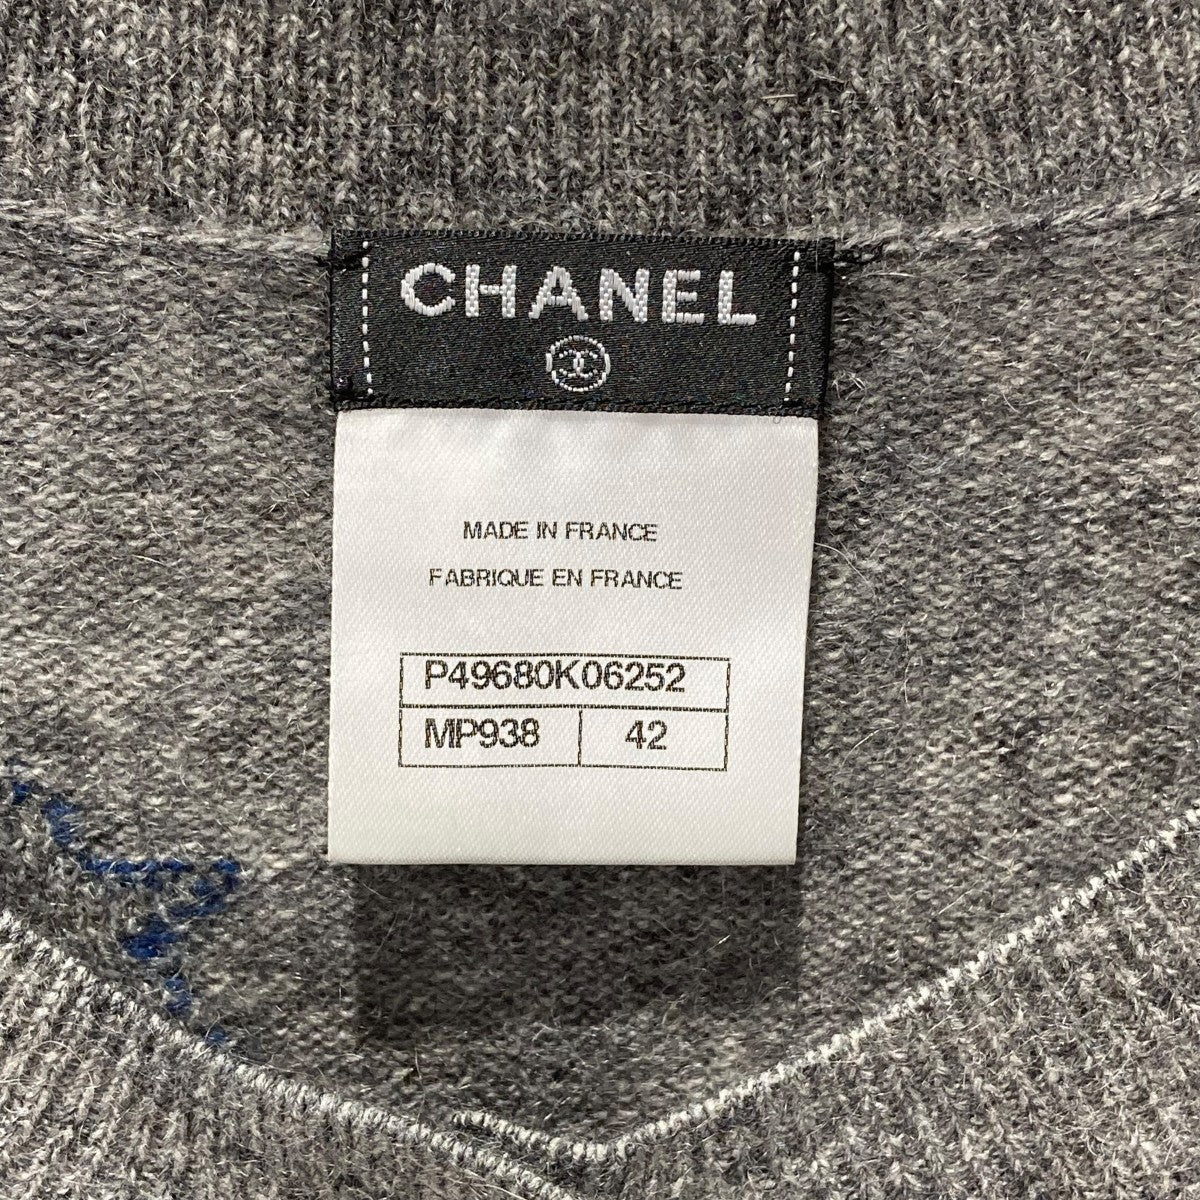 CHANEL
MADE IN FRANCE
FABRIQUE EN FRANCE
P49680K06252
MP938 42